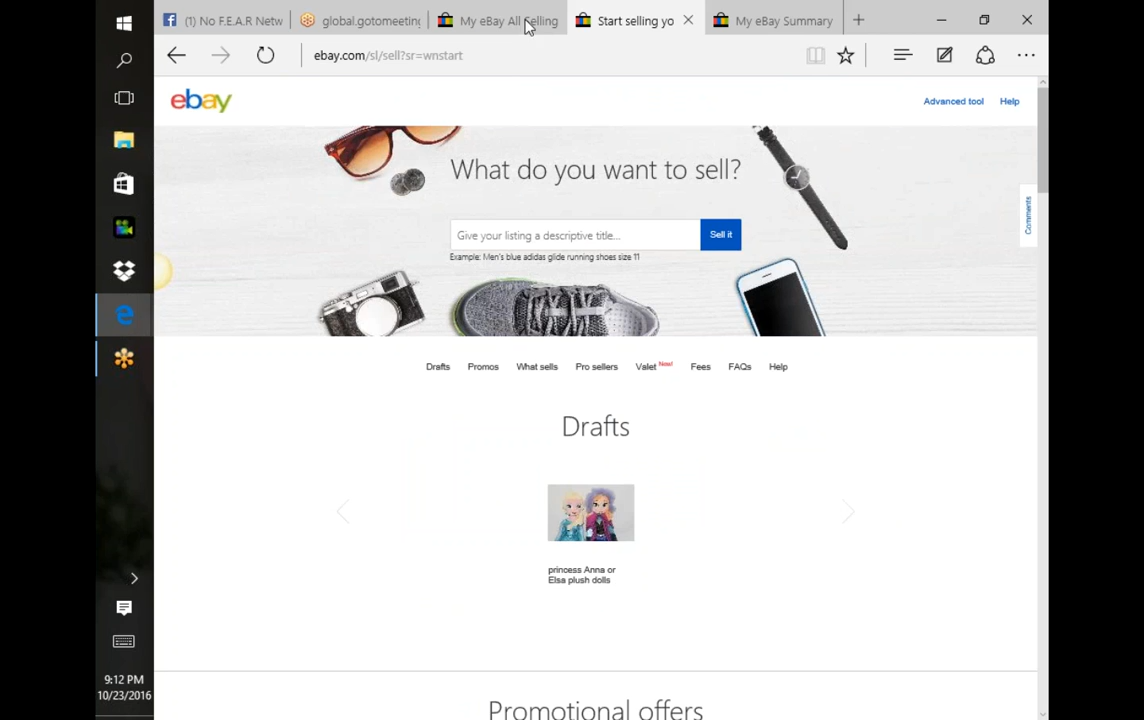 (1) No F.E.A.R Netw
global.gotomeeting
My eBay All Selling
Start selling yo
My eBay Summary
ebay.com/sl/sell?sr=wnstart
ebay
Advanced tool
Help
What do you want to sell?
Give your listing a descriptive title...
Sell it
Example: Men's blue adidas glide running shoes size 11
Comments
Drafts
Promos
What sells
Pro sellers
Valet New!
Fees
FAQs
Help
Drafts
princess Anna or
Elsa plush dolls
Promotional offers
9:12 PM
10/23/2016